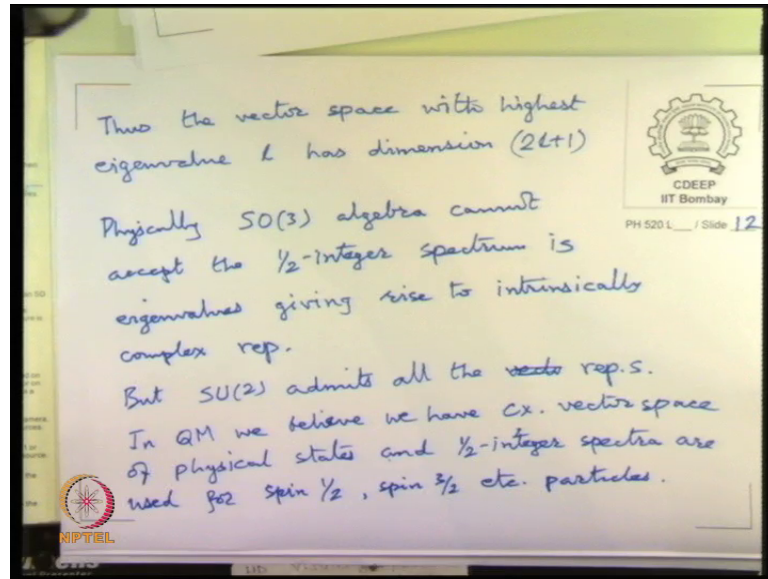 Thus the vector space with highest
eigenvalue l has dimension (2l+1)
Physically SO(3) algebra cannot
accept the 1/2-integer spectrum is
eigenvalues giving rise to intrinsically
complex rep.
But SU(2) admits all the rep.s.
In QM we believe we have cx. vector space
of physical states and 1/2-integer spectra are
used for spin 1/2, spin 3/2 etc. particles.
CDEEP
IIT Bombay
PH 520 L___ / Slide 12
NPTEL